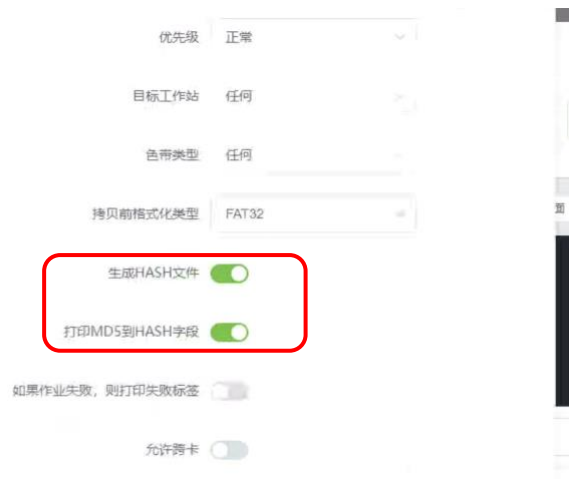 优先级 正常
目标工作站 任何
色带类型 任何
拷贝前格式化类型 FAT32
面
生成HASH文件
打印MD5到HASH字段
如果作业失败，则打印失败标签
允许跨卡